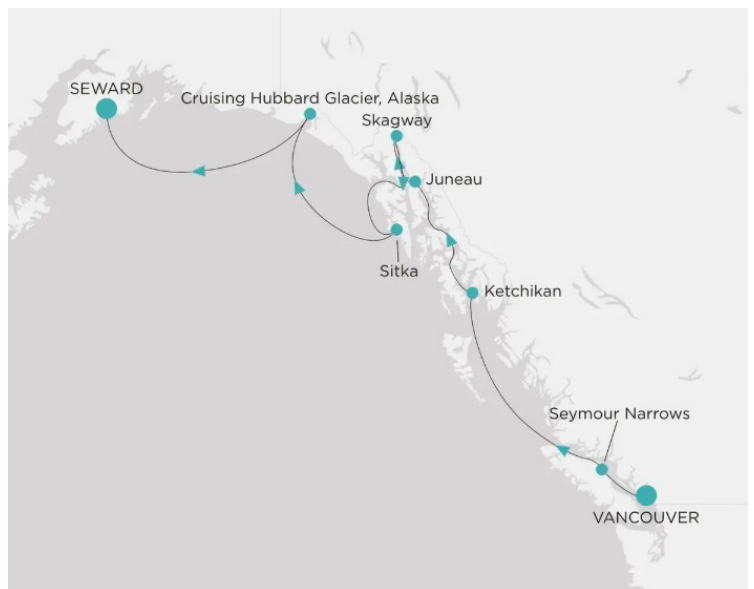 SEWARD
Cruising Hubbard Glacier, Alaska
Skagway
Juneau
Sitka
Ketchikan
Seymour Narrows
VANCOUVER